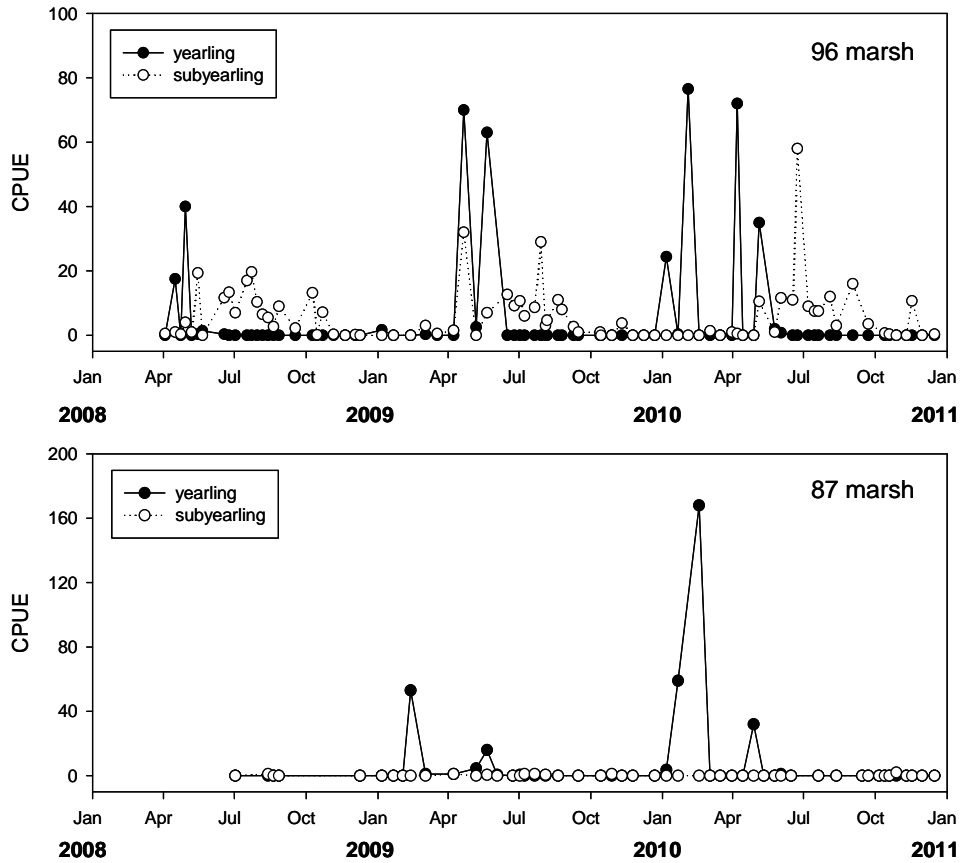 100
80
60
40
20
0
CPUE
yearling
subyearling
96 marsh
Jan Apr Jul Oct Jan Apr Jul Oct Jan Apr Jul Oct Jan
2008 2009 2010 2011
200
160
120
80
40
0
CPUE
yearling
subyearling
87 marsh
Jan Apr Jul Oct Jan Apr Jul Oct Jan Apr Jul Oct Jan
2008 2009 2010 2011